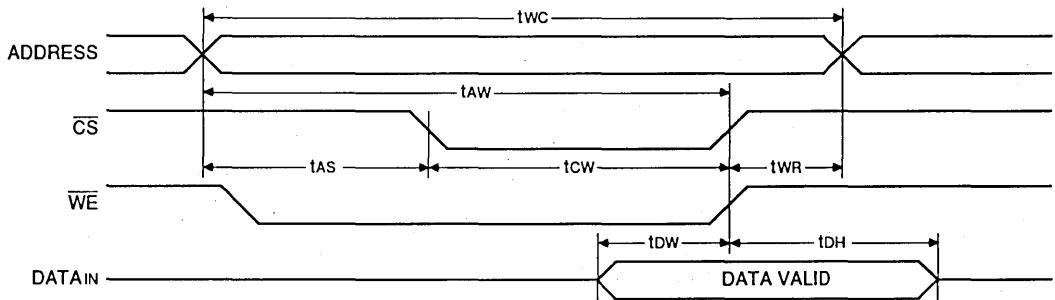 tWC
ADDRESS
tAW
CS
tAS tCW tWR
WE
tDW tDH
DATAIN DATA VALID